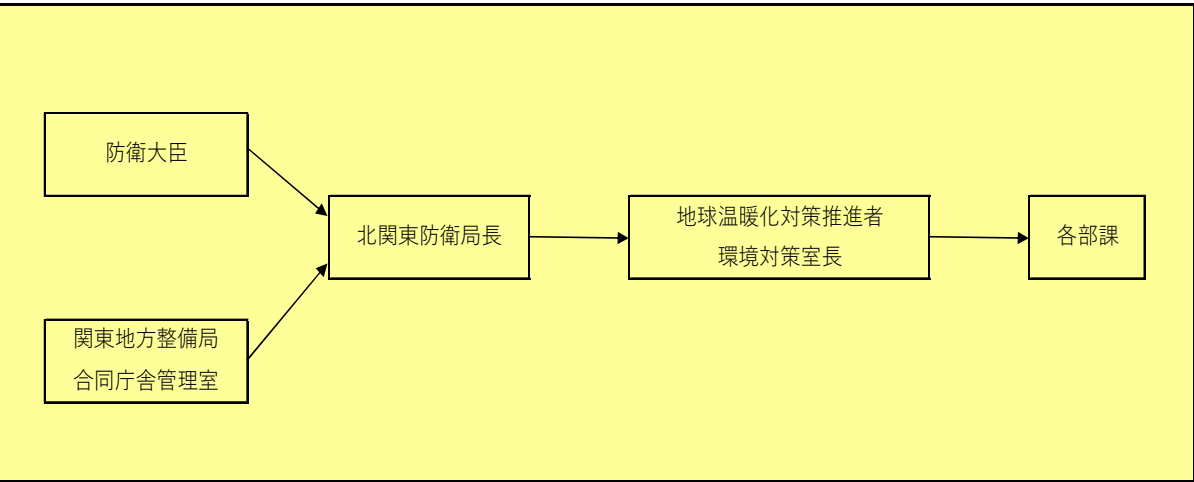 防衛大臣
北関東防衛局長
地球温暖化対策推進者
環境対策室長
各部課
関東地方整備局
合同庁舎管理室